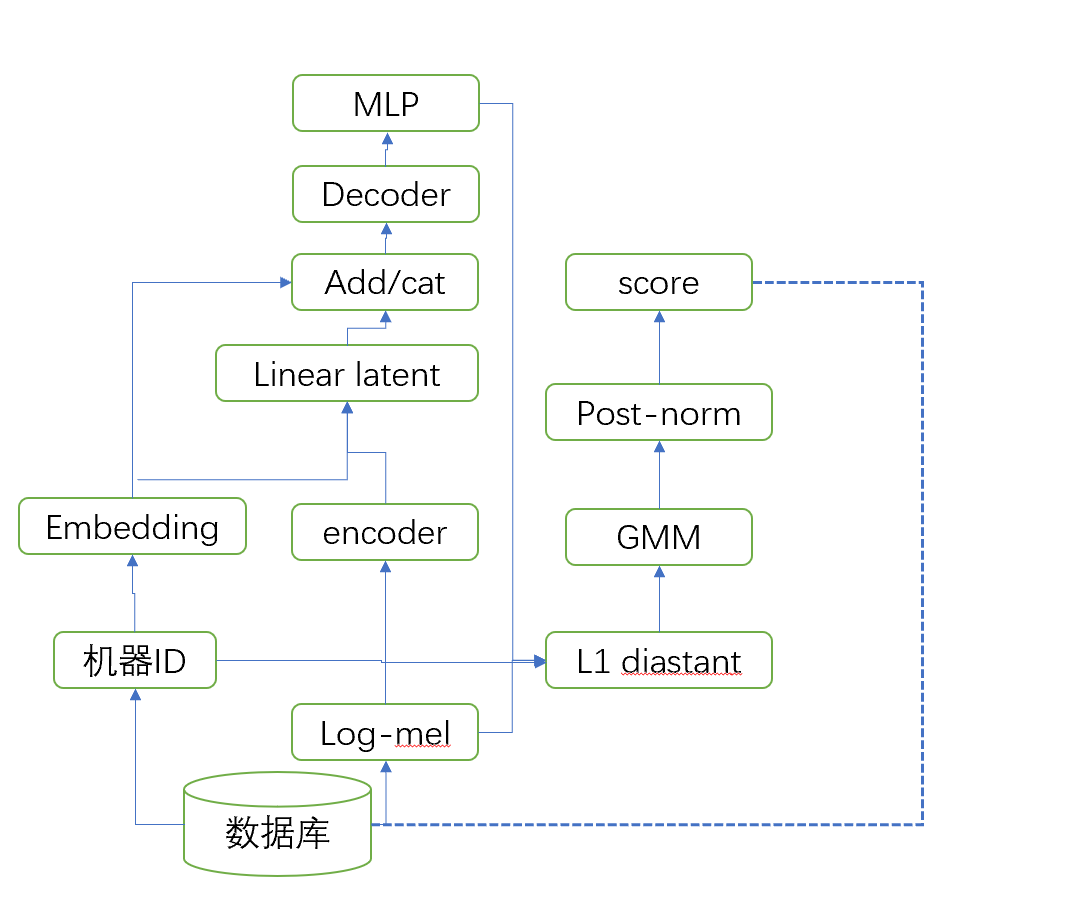 MLP
Decoder
Add/cat
score
Linear latent
Post-norm
Embedding
encoder
GMM
机器ID
L1 diastant
Log-mel
数据库